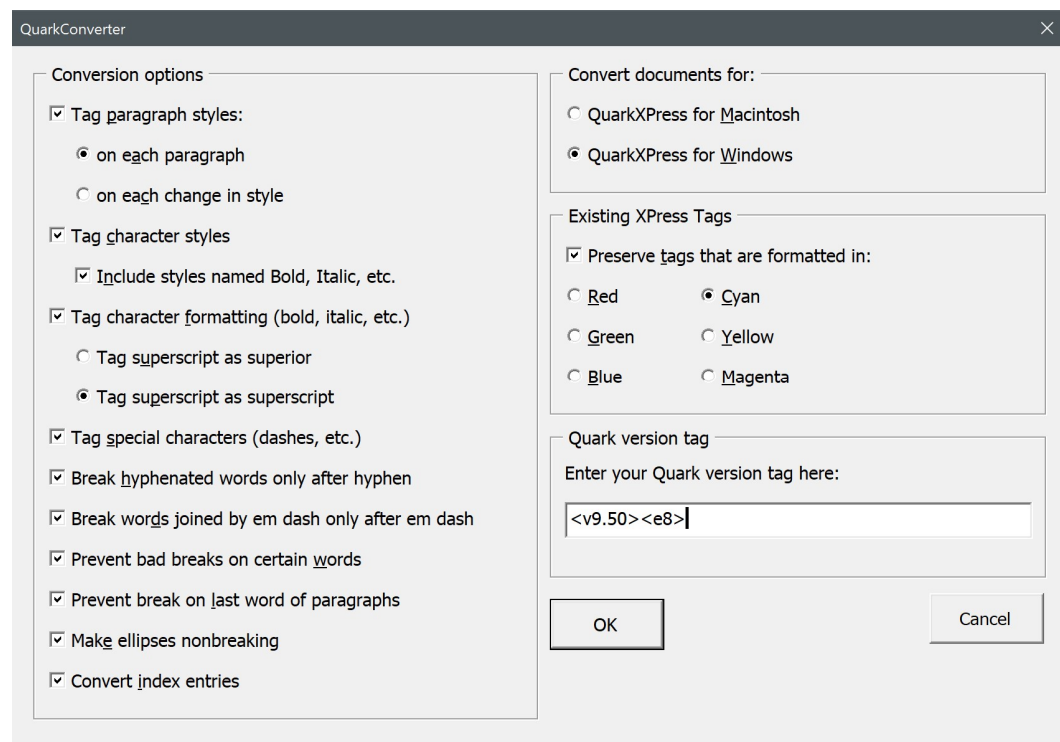 QuarkConverter
Conversion options
Tag paragraph styles:
on each paragraph
on each change in style
Tag character styles
Include styles named Bold, Italic, etc.
Tag character formatting (bold, italic, etc.)
Tag superscript as superior
Tag superscript as superscript
Tag special characters (dashes, etc.)
Break hyphenated words only after hyphen
Break words joined by em dash only after em dash
Prevent bad breaks on certain words
Prevent break on last word of paragraphs
Make ellipses nonbreaking
Convert index entries
Convert documents for:
QuarkXPress for Macintosh
QuarkXPress for Windows
Existing XPress Tags
Preserve tags that are formatted in:
Red Cyan
Green Yellow
Blue Magenta
Quark version tag
Enter your Quark version tag here:
<v9.50><e8>
OK Cancel